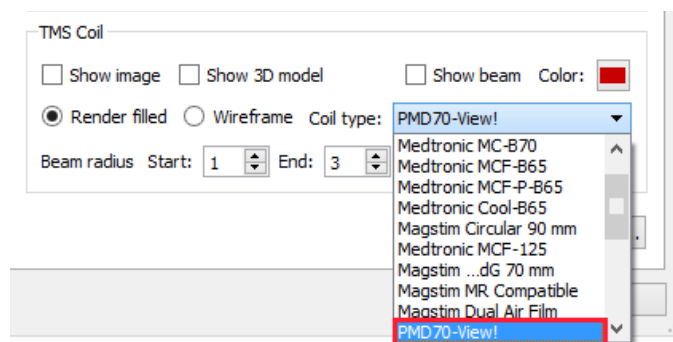 TMS Coil
Show image Show 3D model Show beam Color:
Render filled Wireframe Coil type: PMD70-View!
Beam radius Start: 1 End: 3
Medtronic MC-B70
Medtronic MCF-B65
Medtronic MCF-P-B65
Medtronic Cool-B65
Magstim Circular 90 mm
Medtronic MCF-125
Magstim ...dG 70 mm
Magstim MR Compatible
Magstim Dual Air Film
PMD70-View!